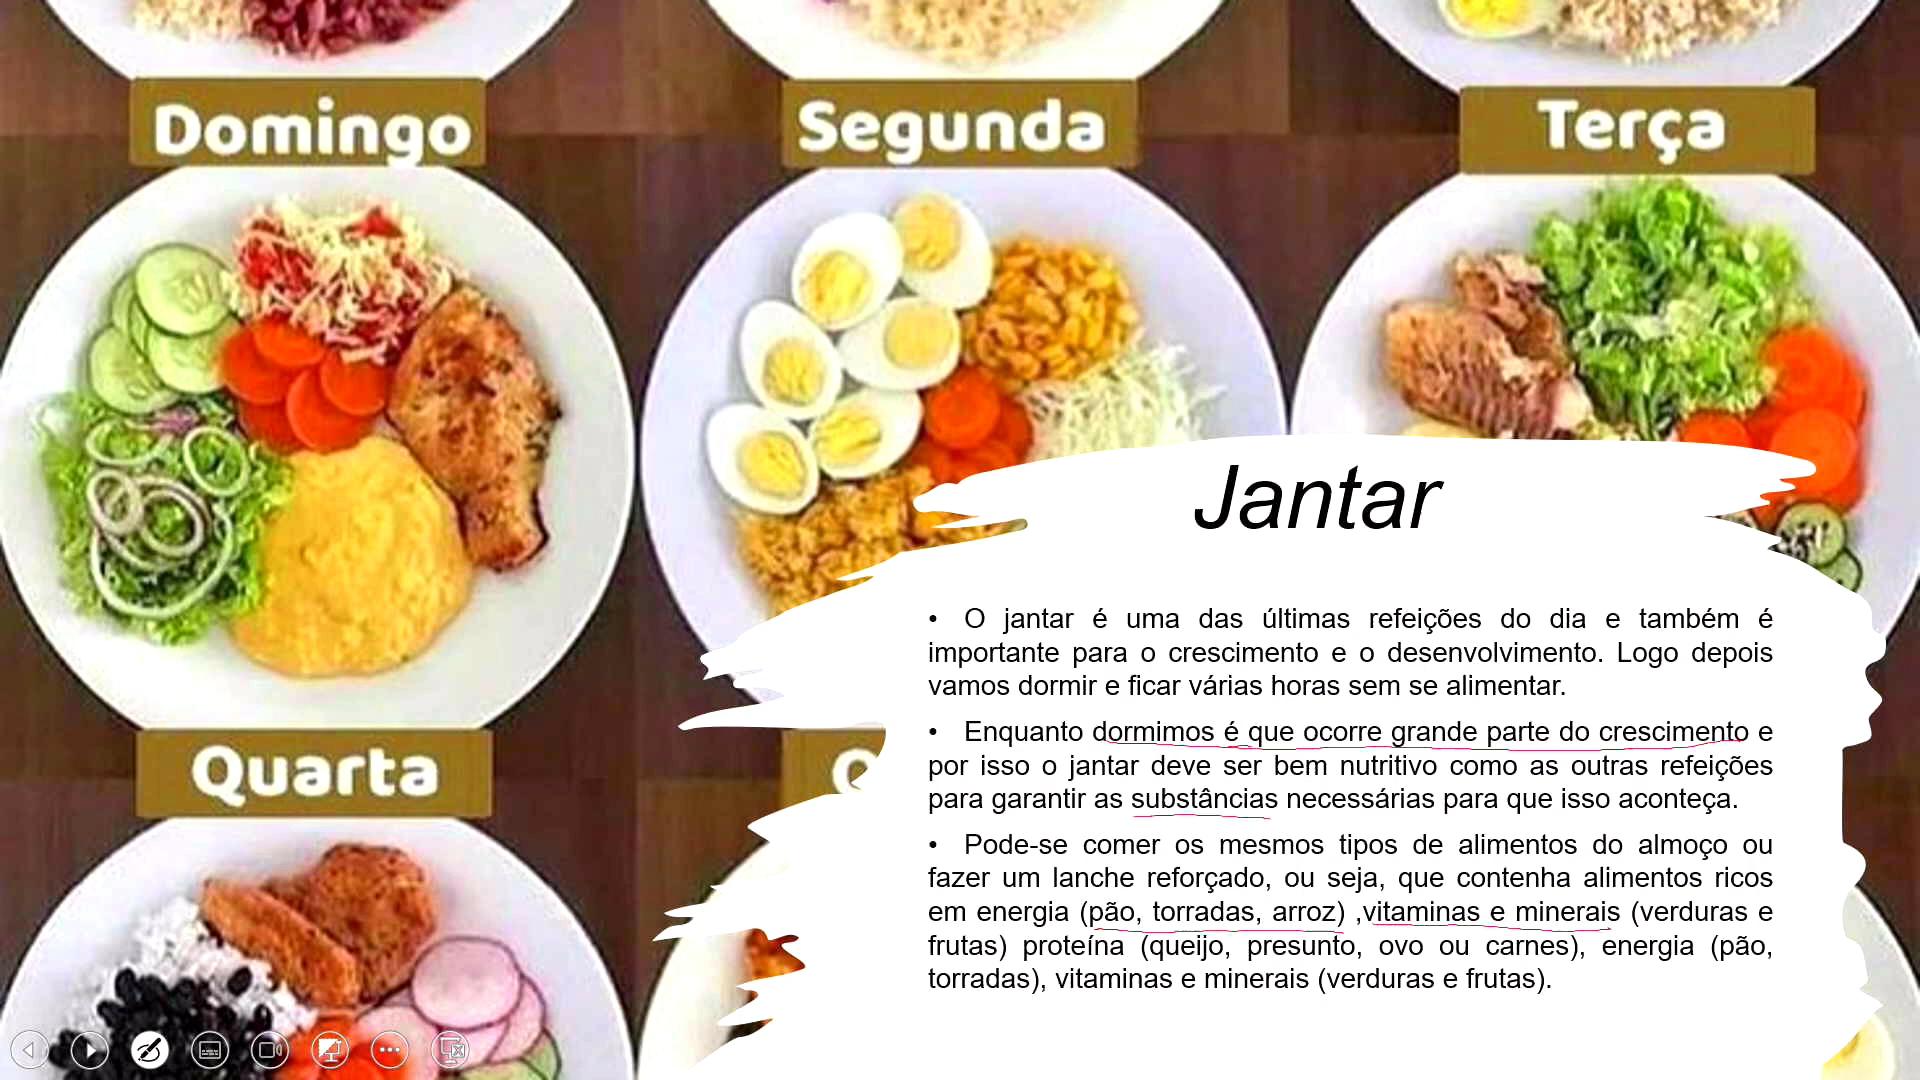 Domingo
Segunda
Terça
Jantar
• O jantar é uma das últimas refeições do dia e também é
importante para o crescimento e o desenvolvimento. Logo depois
vamos dormir e ficar várias horas sem se alimentar.
• Enquanto dormimos é que ocorre grande parte do crescimento e
por isso o jantar deve ser bem nutritivo como as outras refeições
para garantir as substâncias necessárias para que isso aconteça.
• Pode-se comer os mesmos tipos de alimentos do almoço ou
fazer um lanche reforçado, ou seja, que contenha alimentos ricos
em energia (pão, torradas, arroz) ,vitaminas e minerais (verduras e
frutas) proteína (queijo, presunto, ovo ou carnes), energia (pão,
torradas), vitaminas e minerais (verduras e frutas).
Quarta